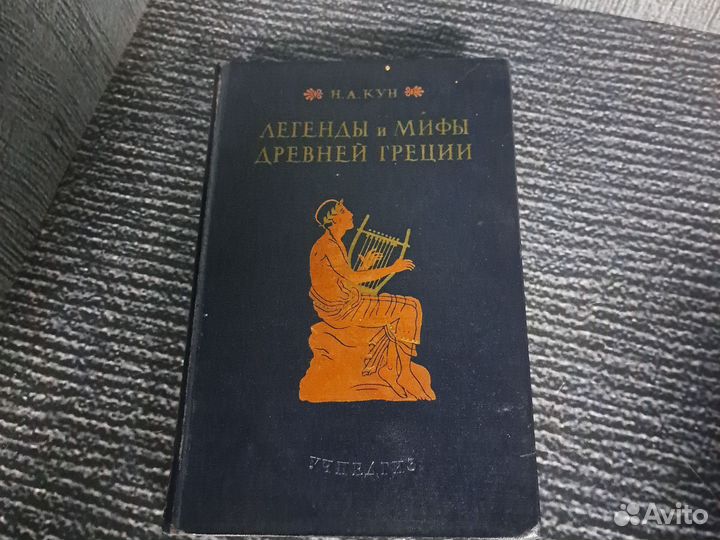 Н. А. КУН
ЛЕГЕНДЫ и МИФЫ
ДРЕВНЕЙ ГРЕЦИИ
УЧПЕДГИЗ
Avito